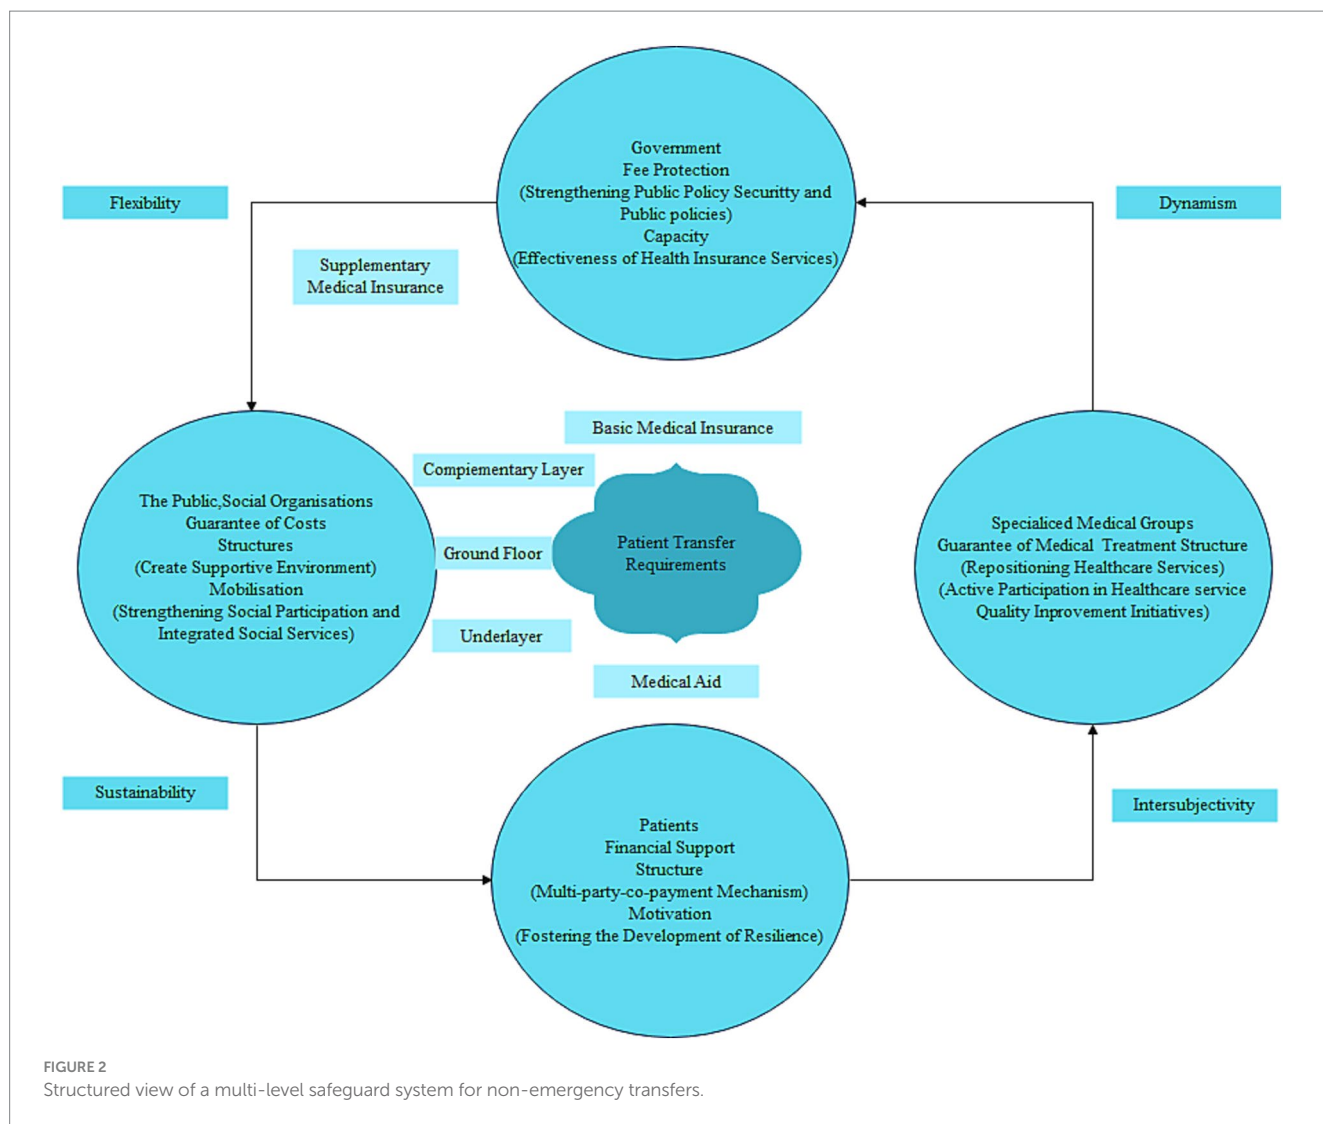 Government
Fee Protection
(Strengthening Public Policy Securitty and
Public policies)
Capacity
(Effectiveness of Health Insurance Services)
Flexibility
Dynamism
Supplementary
Medical Insurance
Basic Medical Insurance
Compiementary Layer
Ground Floor
Underlayer
Patient Transfer
Requirements
Medical Aid
The Public,Social Organisations
Guarantee of Costs
Structures
(Create Supportive Environment)
Mobilisation
(Strengthening Social Participation and
Integrated Social Services)
Specialiced Medical Groups
Guarantee of Medical Treatment Structure
(Repositioning Healthcare Services)
(Active Participation in Healthcare service
Quality Inprovement Initiatives)
Sustainability
Intersubjectivity
Patients
Financial Support
Structure
(Multi-party-co-payment Mechanism)
Motivation
(Fostering the Development of Resilience)
FIGURE 2
Structured view of a multi-level safeguard system for non-emergency transfers.